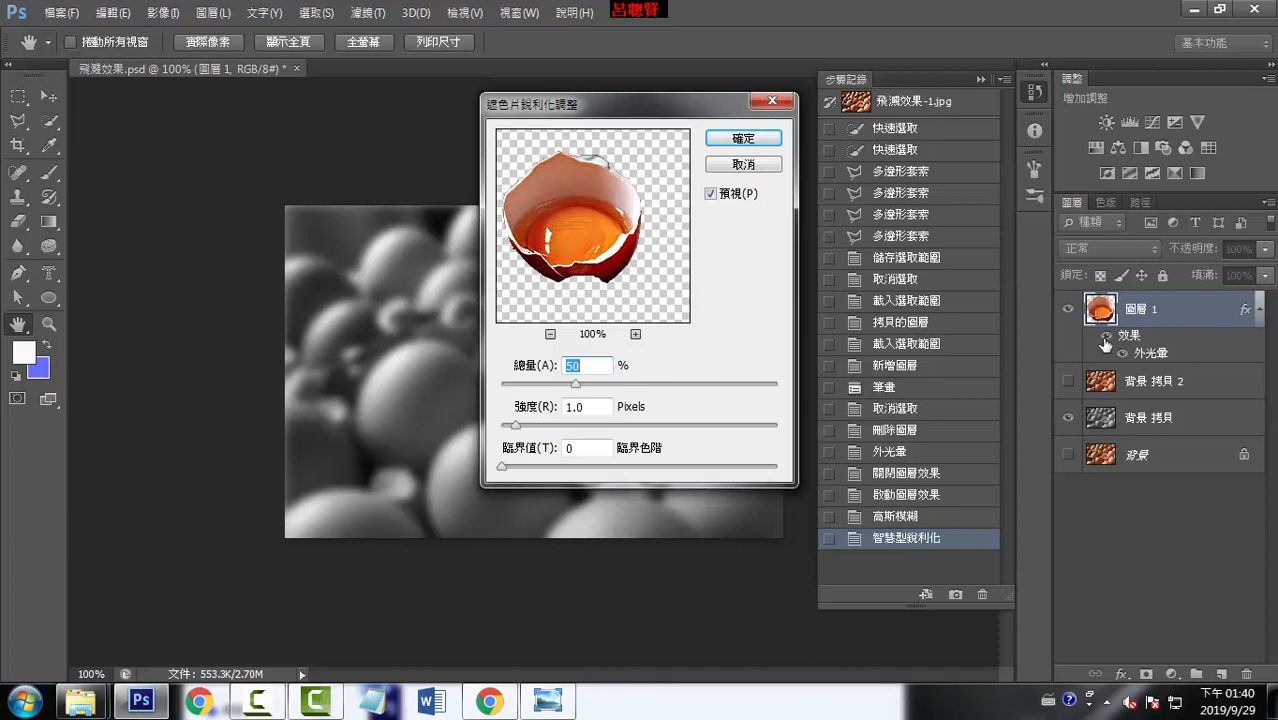 Ps 檔案(F) 編輯(E) 影像(I) 圖層(L) 文字(Y) 選取(S) 濾鏡(T) 3D(D) 檢視(V) 視窗(W) 說明(H) 呂聰賢
捲動所有視窗 實際像素 顯示全頁 全螢幕 列印尺寸 基本功能
飛濺效果.psd @ 100% (圖層 1, RGB/8#) *
步驟記錄
飛濺效果-1.jpg
快速選取
快速選取
多邊形套索
多邊形套索
多邊形套索
多邊形套索
儲存選取範圍
取消選取
載入選取範圍
拷貝的圖層
載入選取範圍
新增圖層
筆畫
取消選取
刪除圖層
外光暈
關閉圖層效果
啟動圖層效果
高斯模糊
智慧型銳利化
遮色片銳利化調整
確定
取消
預視(P)
100%
總量(A): 50 %
強度(R): 1.0 Pixels
臨界值(T): 0 臨界色階
調整
增加調整
圖層 色版 路徑
種類
正常 不透明度: 100%
鎖定: 填滿: 100%
圖層 1 fx
效果
外光暈
背景 拷貝 2
背景 拷貝
背景
fx
100% 文件: 553.3K/2.70M
下午 01:40
2019/9/29